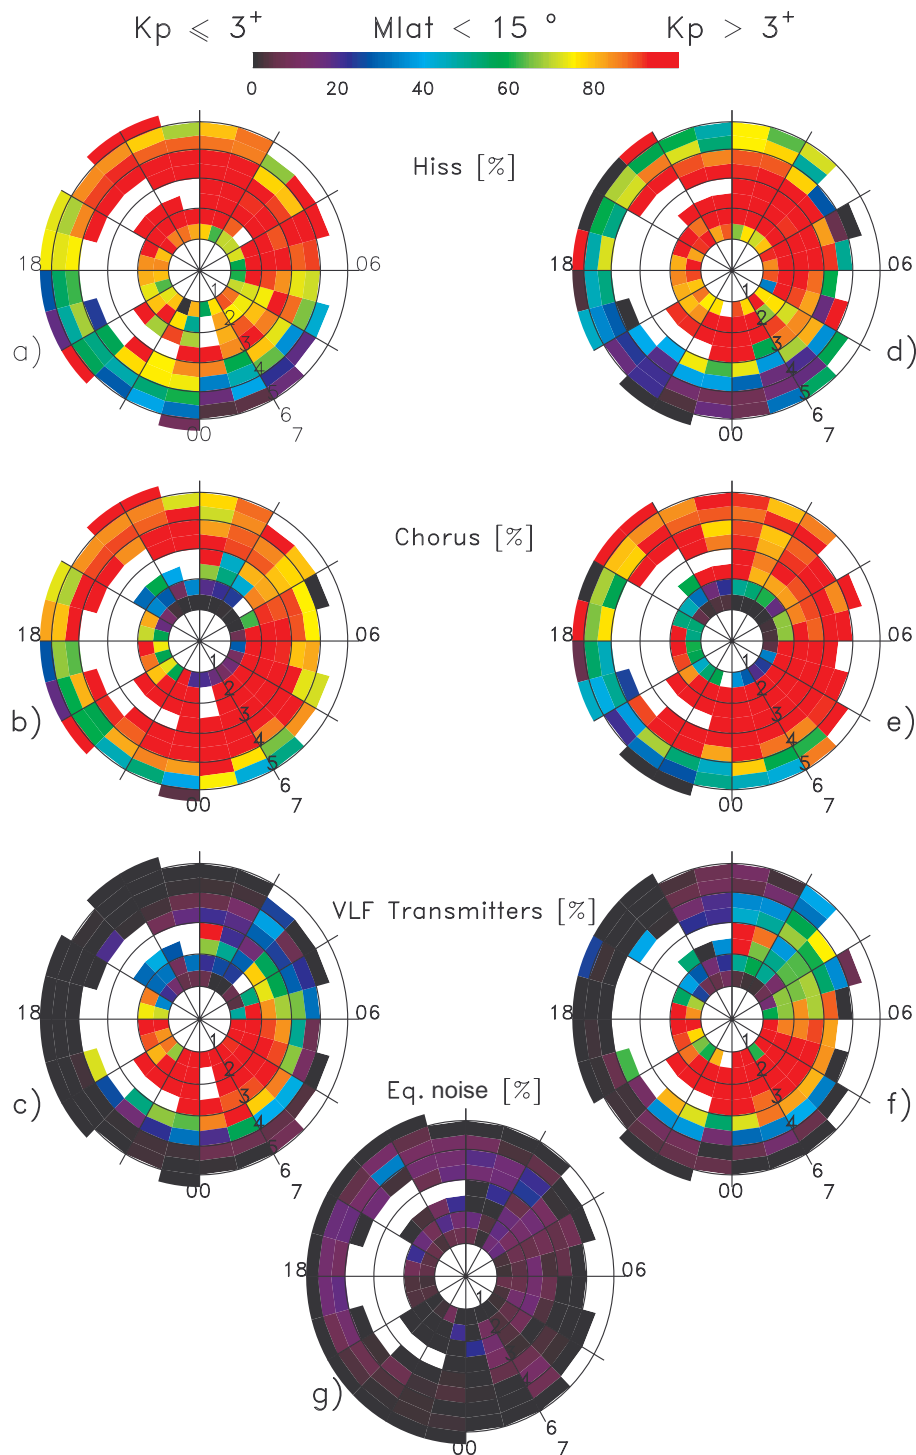 Kp ⩽ 3+ Mlat < 15 ° Kp > 3+
0 20 40 60 80
Hiss [%]
18 06 18 06
1 2 3 4 6 7 00
1 2 3 4 5 6 7 00
a) d)
Chorus [%]
18 06 18 06
1 2 3 4 5 6 7 00
1 2 3 4 5 6 7 00
b) e)
VLF Transmitters [%]
18 06 18 06
1 2 3 4 6 7 00
1 2 3 4 6 7 00
c) f)
Eq. noise [%]
18 06
1 2 4 6 7 00
g)